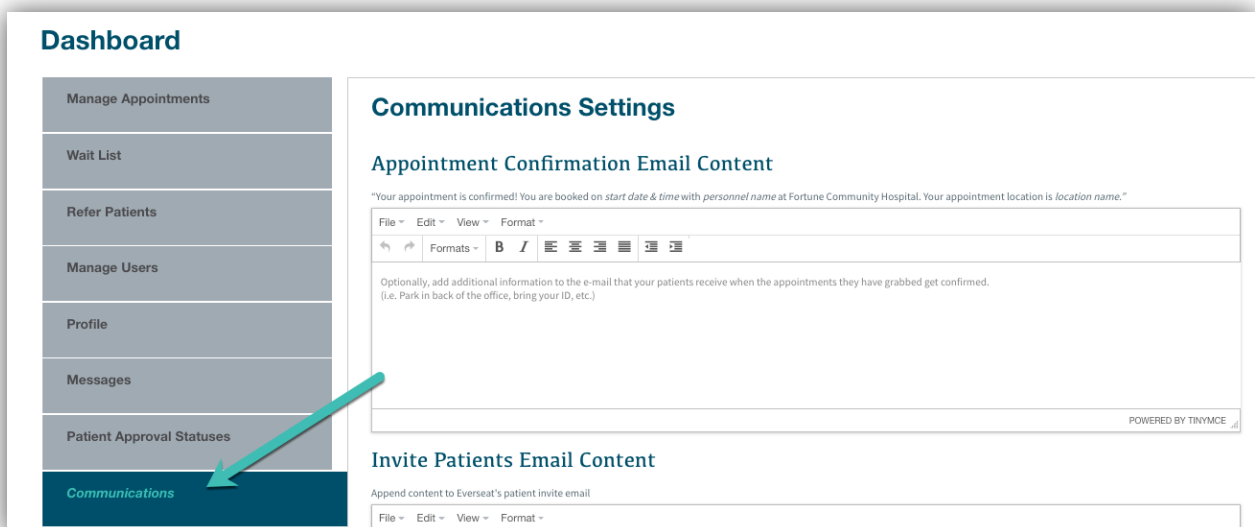 Dashboard
Manage Appointments
Wait List
Refer Patients
Manage Users
Profile
Messages
Patient Approval Statuses
Communications
Communications Settings
Appointment Confirmation Email Content
“Your appointment is confirmed! You are booked on start date & time with personnel name at Fortune Community Hospital. Your appointment location is location name.”
File Edit View Format
Formats B I
Optionally, add additional information to the e-mail that your patients receive when the appointments they have grabbed get confirmed.
(i.e. Park in back of the office, bring your ID, etc.)
POWERED BY TINYMCE
Invite Patients Email Content
Append content to Everseat's patient invite email
File Edit View Format